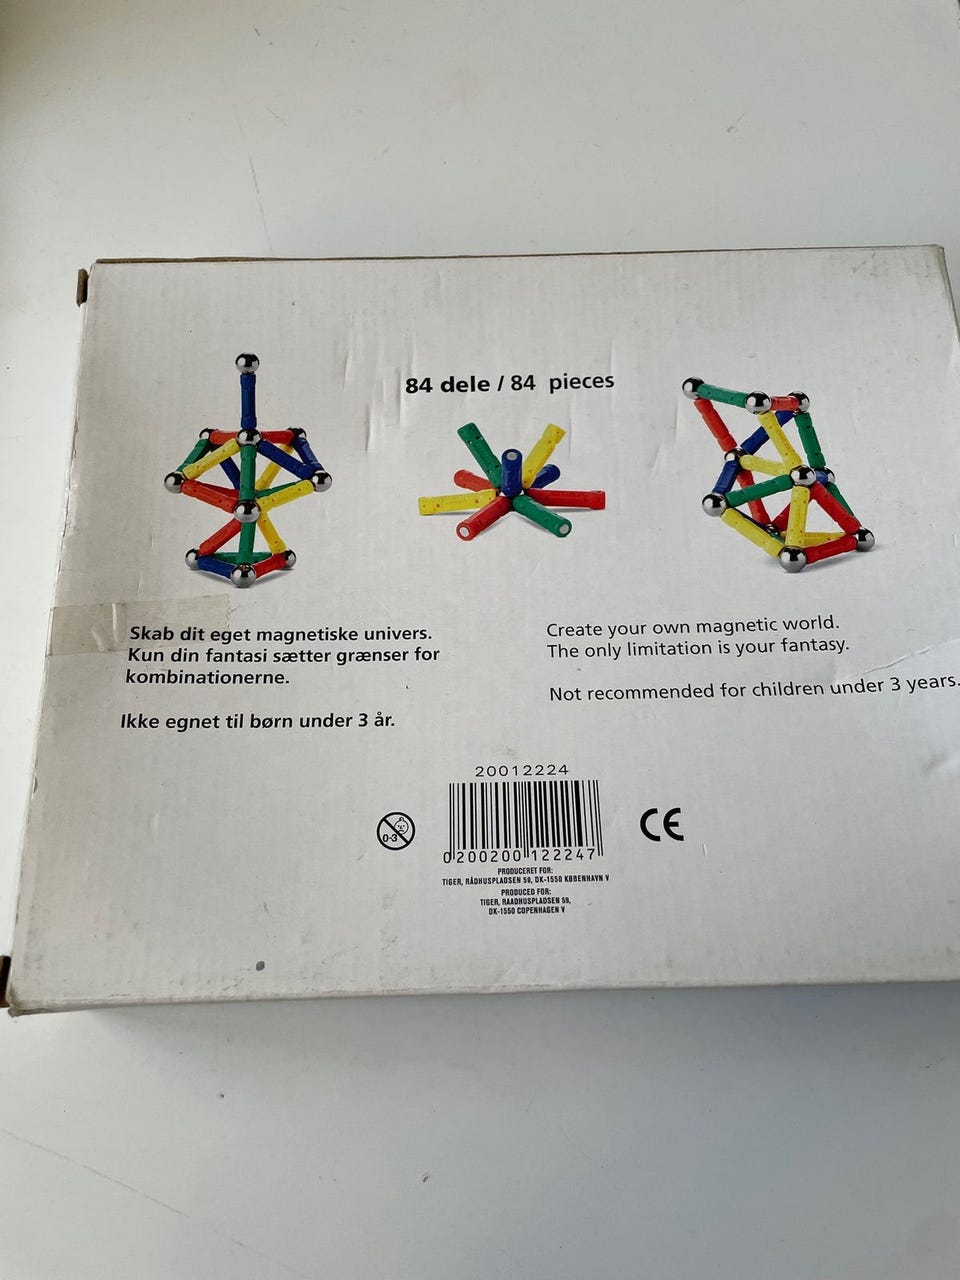 84 dele / 84 pieces
Skab dit eget magnetiske univers.
Kun din fantasi sætter grænser for
kombinationerne.
Ikke egnet til børn under 3 år.
Create your own magnetic world.
The only limitation is your fantasy.
Not recommended for children under 3 years.
20012224
0-3
0 200200 122247
CE
PRODUCERET FOR:
TIGER, RÅDHUSPLADSEN 59, DK-1550 KØBENHAVN V
PRODUCED FOR:
TIGER, RAADHUSPLADSEN 59,
DK-1550 COPENHAGEN V